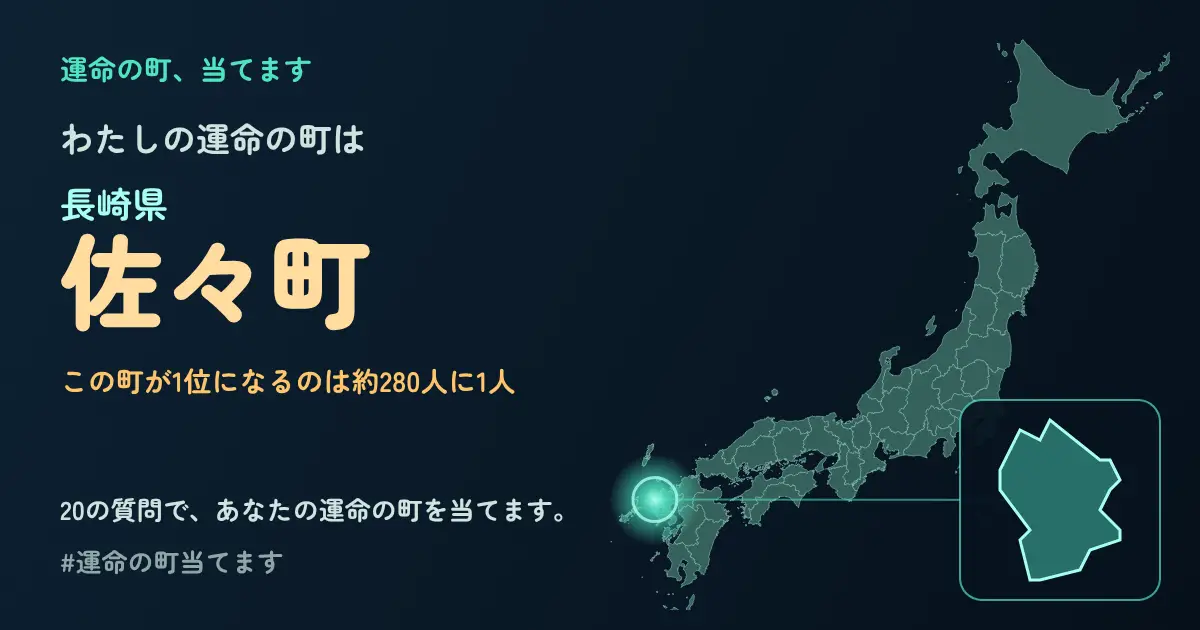 運命の町、当てます
わたしの運命の町は
長崎県
佐々町
この町が1位になるのは約280人に1人
20の質問で、あなたの運命の町を当てます。
#運命の町当てます